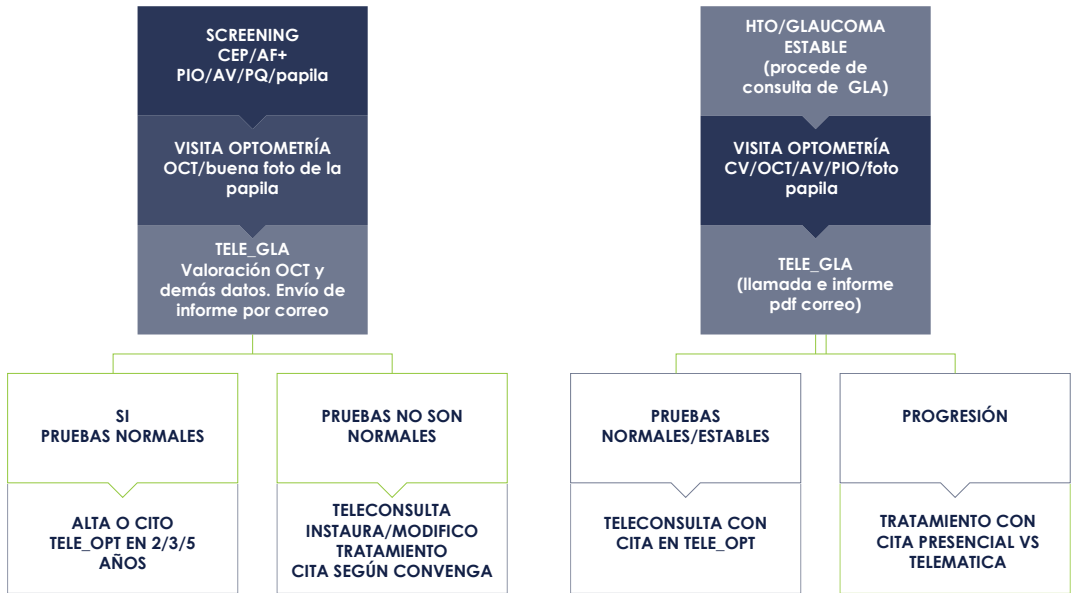 SCREENING
CEP/AF+
PIO/AV/PQ/papila
VISITA OPTOMETRÍA
OCT/buena foto de la
papila
TELE_GLA
Valoración OCT y
demás datos. Envío de
informe por correo
SI
PRUEBAS NORMALES
PRUEBAS NO SON
NORMALES
ALTA O CITO
TELE_OPT EN 2/3/5
AÑOS
TELECONSULTA
INSTAURA/MODIFICO
TRATAMIENTO
CITA SEGÚN CONVENGA
HTO/GLAUCOMA
ESTABLE
(procede de
consulta de GLA)
VISITA OPTOMETRÍA
CV/OCT/AV/PIO/foto
papila
TELE_GLA
(llamada e informe
pdf correo)
PRUEBAS
NORMALES/ESTABLES
PROGRESIÓN
TELECONSULTA CON
CITA EN TELE_OPT
TRATAMIENTO CON
CITA PRESENCIAL VS
TELEMATICA